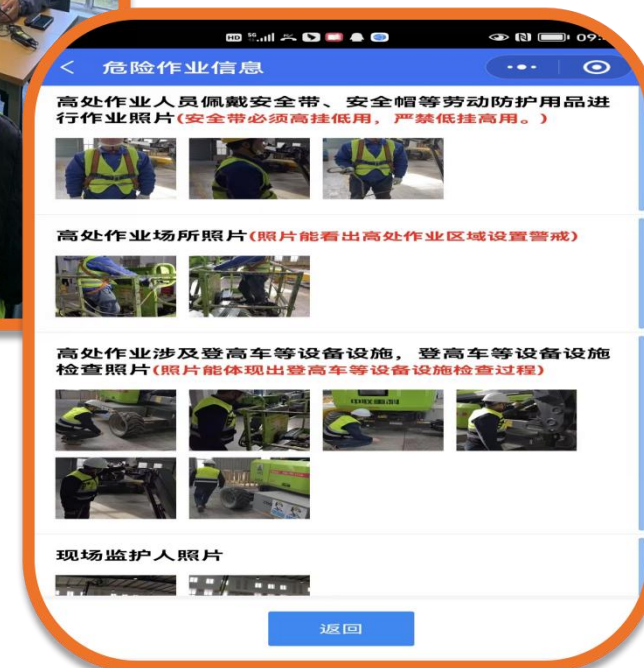 HD 5G 09:
危险作业信息
高处作业人员佩戴安全带、安全帽等劳动防护用品进
行作业照片(安全带必须高挂低用，严禁低挂高用。)
高处作业场所照片(照片能看出高处作业区域设置警戒)
高处作业涉及登高车等设备设施，登高车等设备设施
检查照片(照片能体现出登高车等设备设施检查过程)
现场监护人照片
返回